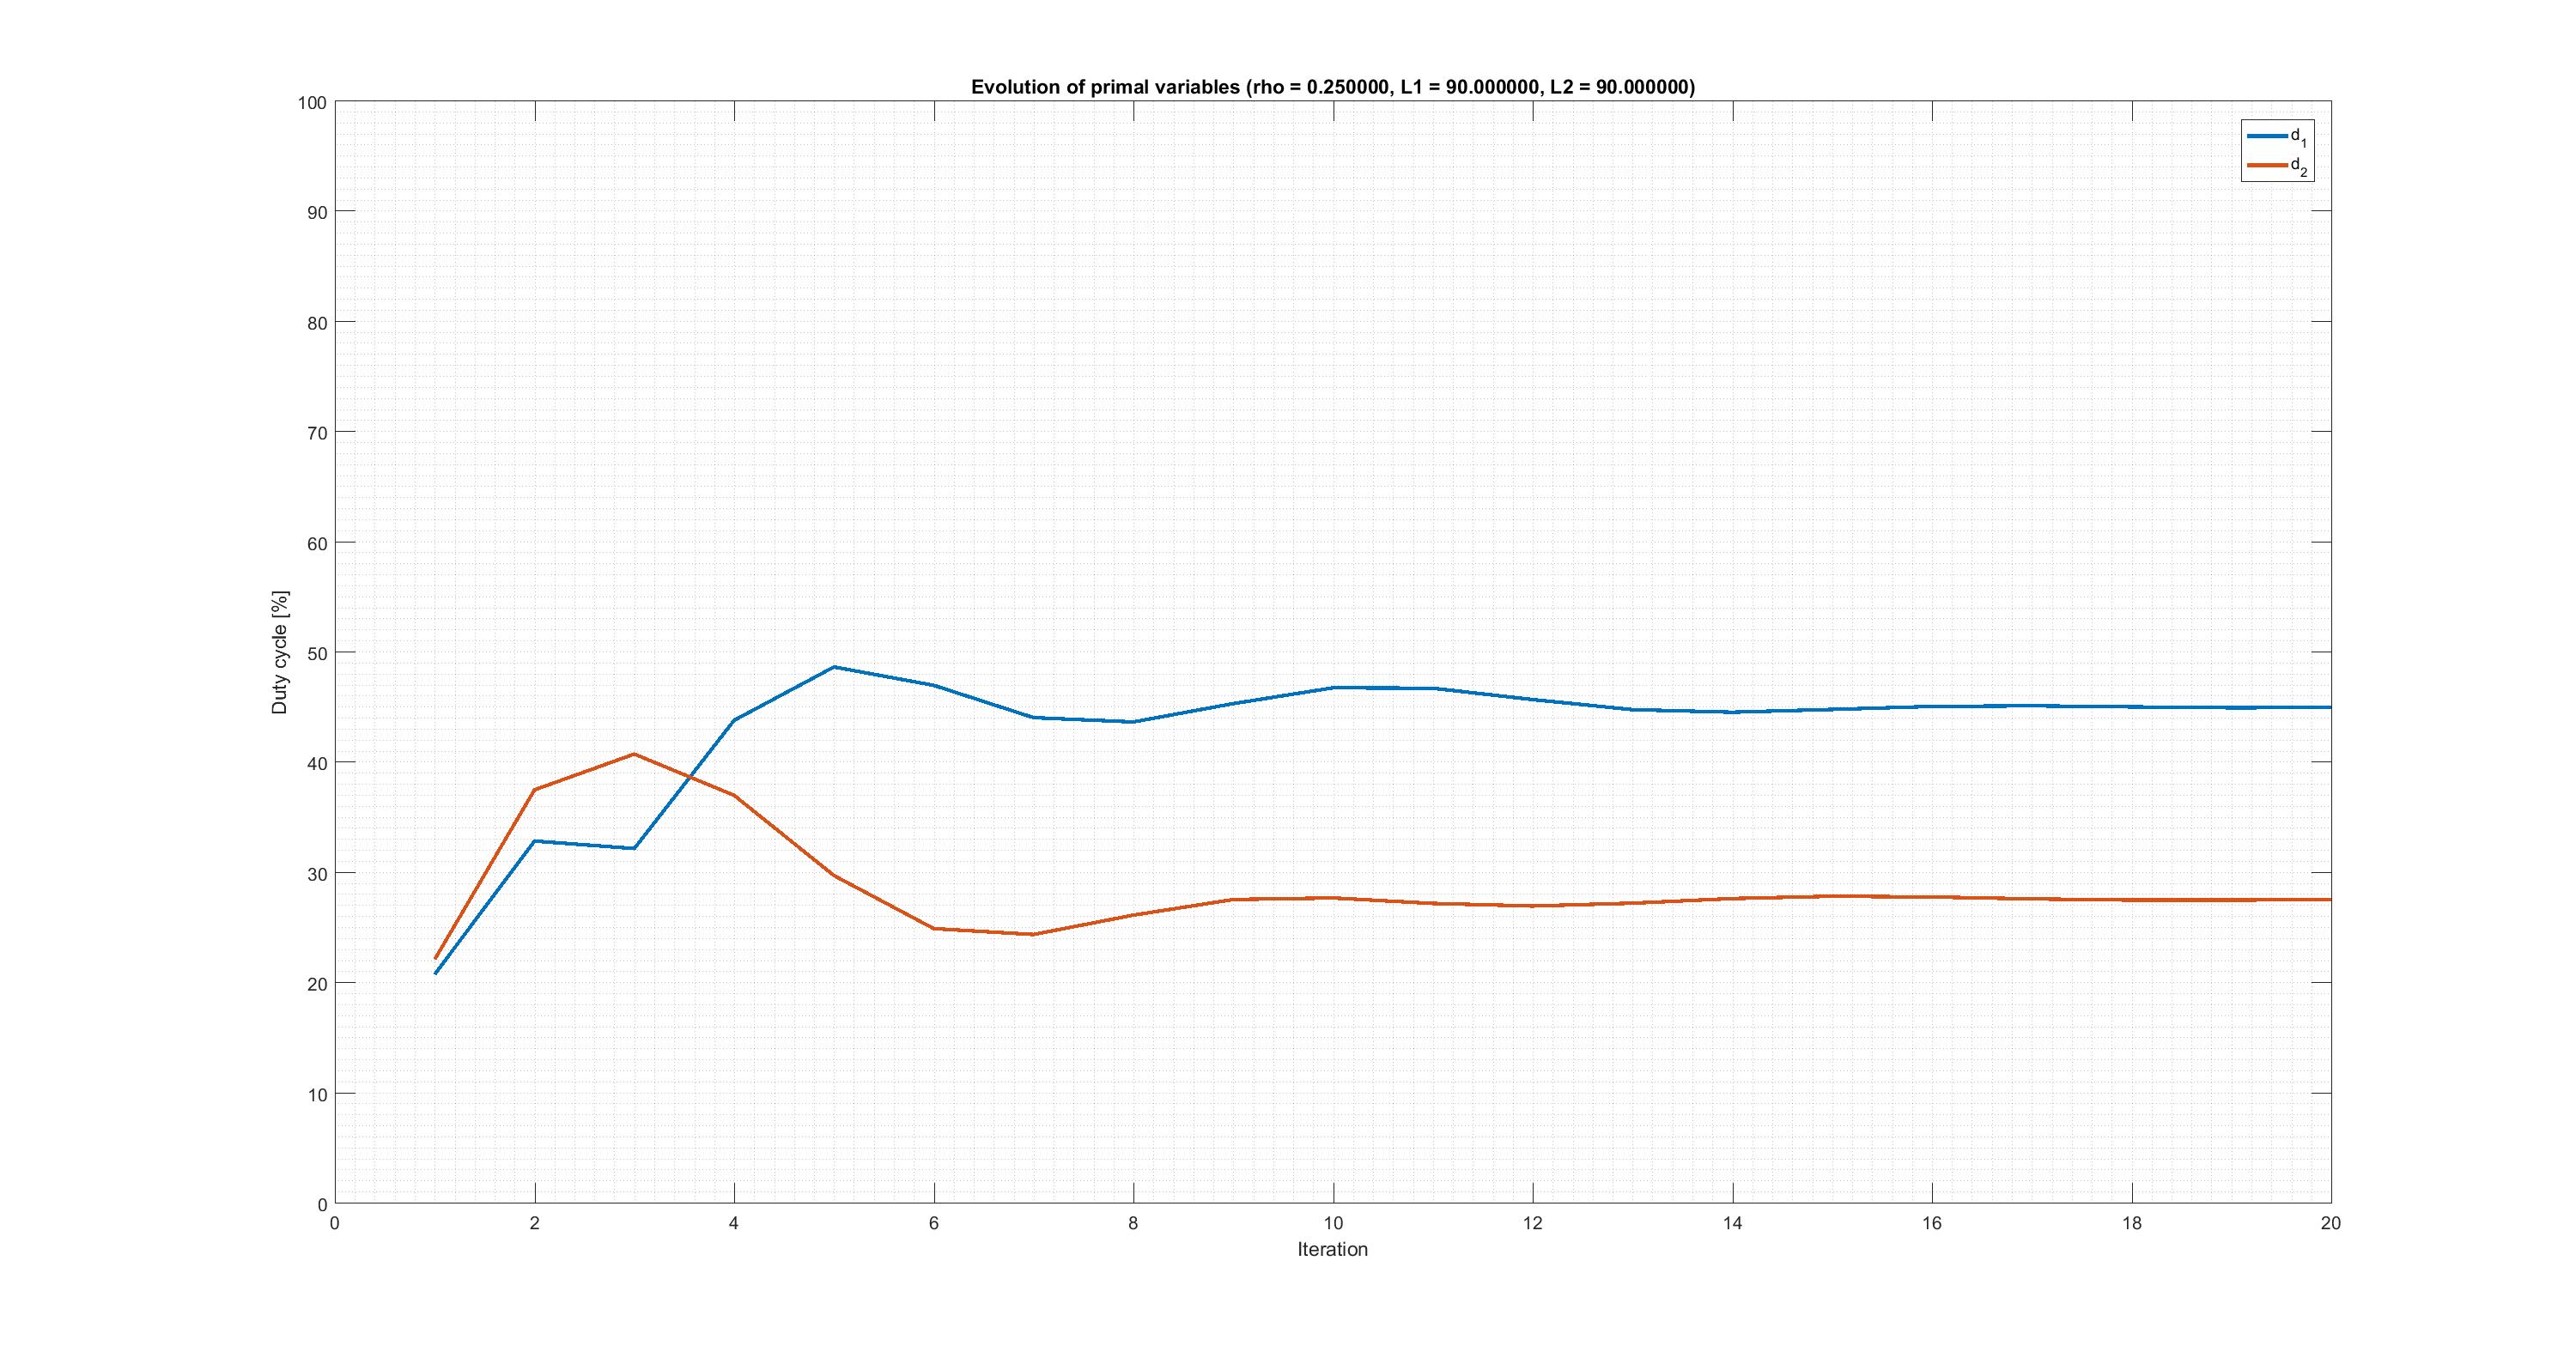 Evolution of primal variables (rho = 0.250000, L1 = 90.000000, L2 = 90.000000)
100
90
80
70
60
50
40
30
20
10
0
Duty cycle [%]
d1
d2
0 2 4 6 8 10 12 14 16 18 20
Iteration